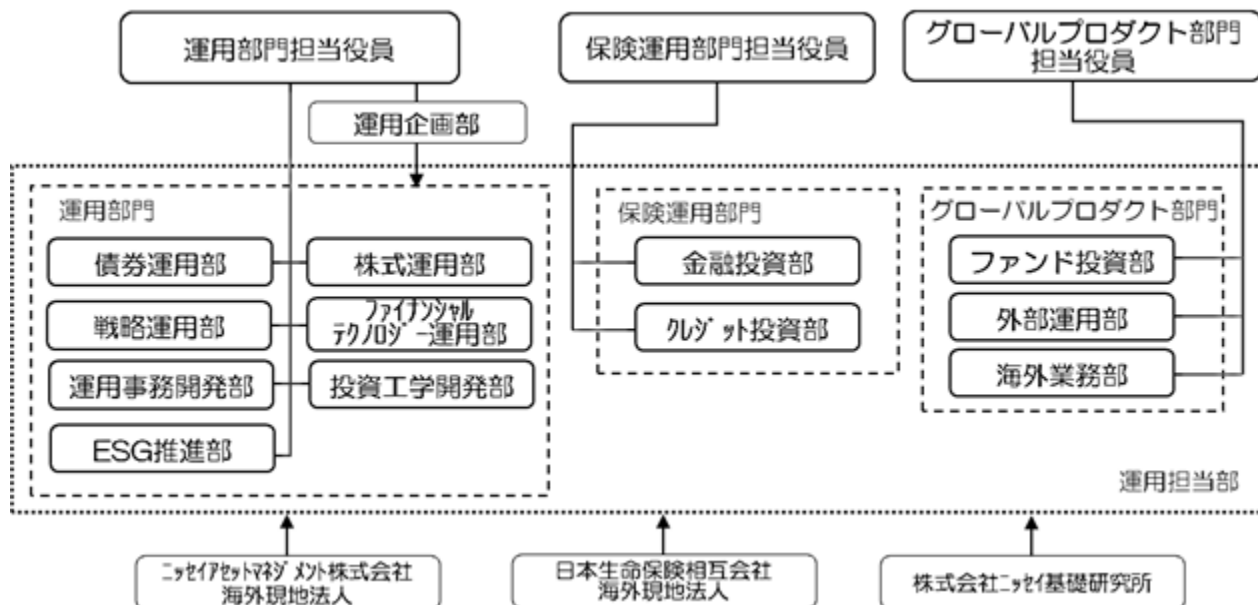 運用部門担当役員
保険運用部門担当役員
グローバルプロダクト部門
担当役員
運用企画部
運用部門
債券運用部
株式運用部
戦略運用部
ファイナンシャル
テクノロジー運用部
運用事務開発部
投資工学開発部
ESG推進部
保険運用部門
金融投資部
クレジット投資部
グローバルプロダクト部門
ファンド投資部
外部運用部
海外業務部
運用担当部
ニッセイアセットマネジメント株式会社
海外現地法人
日本生命保険相互会社
海外現地法人
株式会社ニッセイ基礎研究所